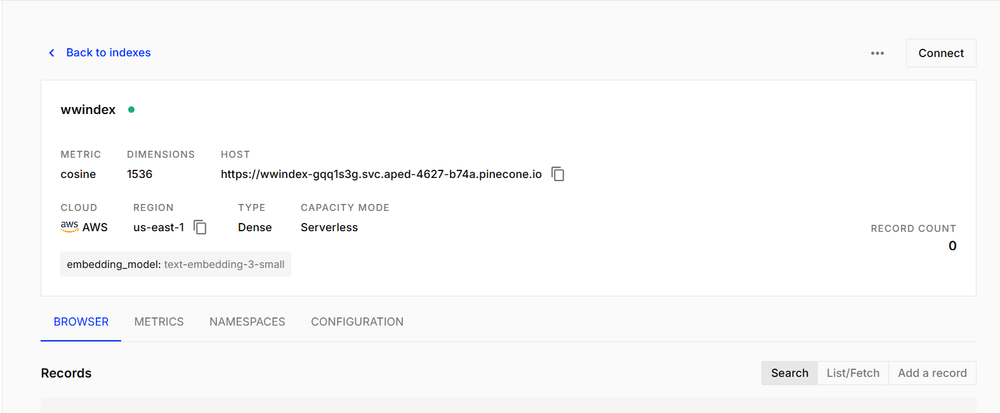 Back to indexes
Connect
wwindex
METRIC DIMENSIONS HOST
cosine 1536 https://wwindex-gqq1s3g.svc.aped-4627-b74a.pinecone.io
CLOUD REGION TYPE CAPACITY MODE
aws AWS us-east-1 Dense Serverless
RECORD COUNT
0
embedding_model: text-embedding-3-small
BROWSER METRICS NAMESPACES CONFIGURATION
Records
Search List/Fetch Add a record